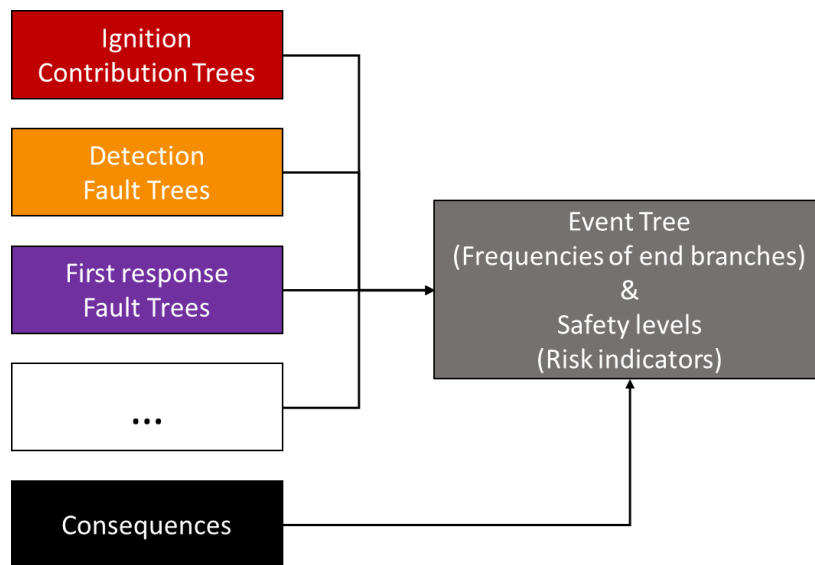 Ignition
Contribution Trees
Detection
Fault Trees
First response
Fault Trees
...
Consequences
Event Tree
(Frequencies of end branches)
&
Safety levels
(Risk indicators)